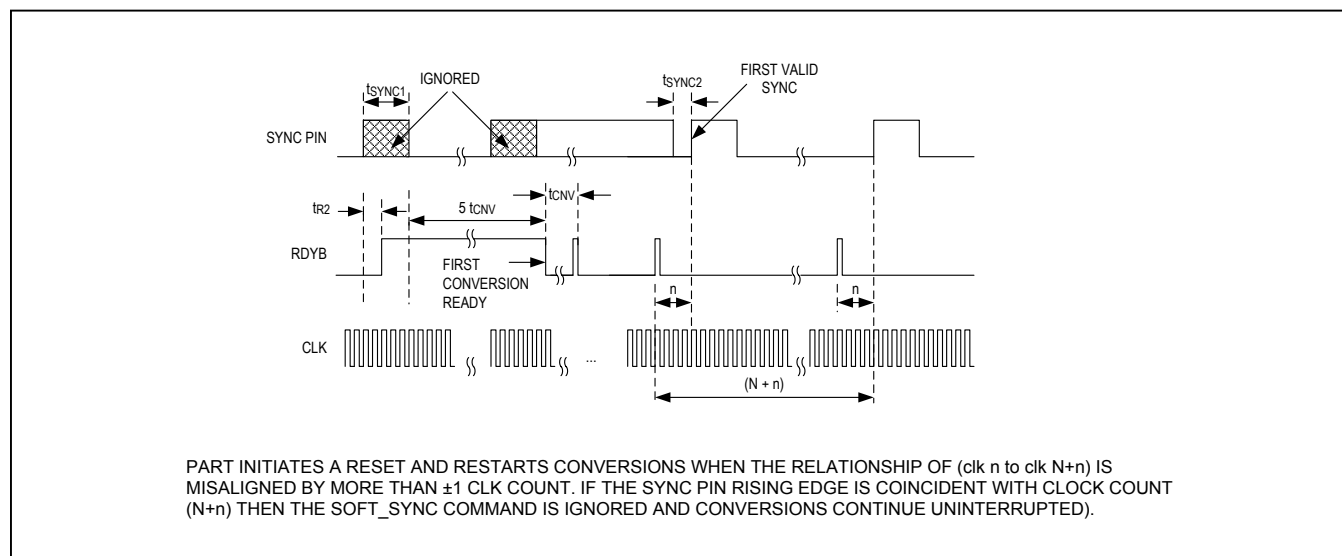 IGNORED
tSYNC1
tSYNC2
FIRST VALID
SYNC
SYNC PIN
tCNV
tR2
5 tCNV
RDYB
FIRST
CONVERSION
READY
n
n
CLK
...
(N + n)
PART INITIATES A RESET AND RESTARTS CONVERSIONS WHEN THE RELATIONSHIP OF (clk n to clk N+n) IS
MISALIGNED BY MORE THAN ±1 CLK COUNT. IF THE SYNC PIN RISING EDGE IS COINCIDENT WITH CLOCK COUNT
(N+n) THEN THE SOFT_SYNC COMMAND IS IGNORED AND CONVERSIONS CONTINUE UNINTERRUPTED).